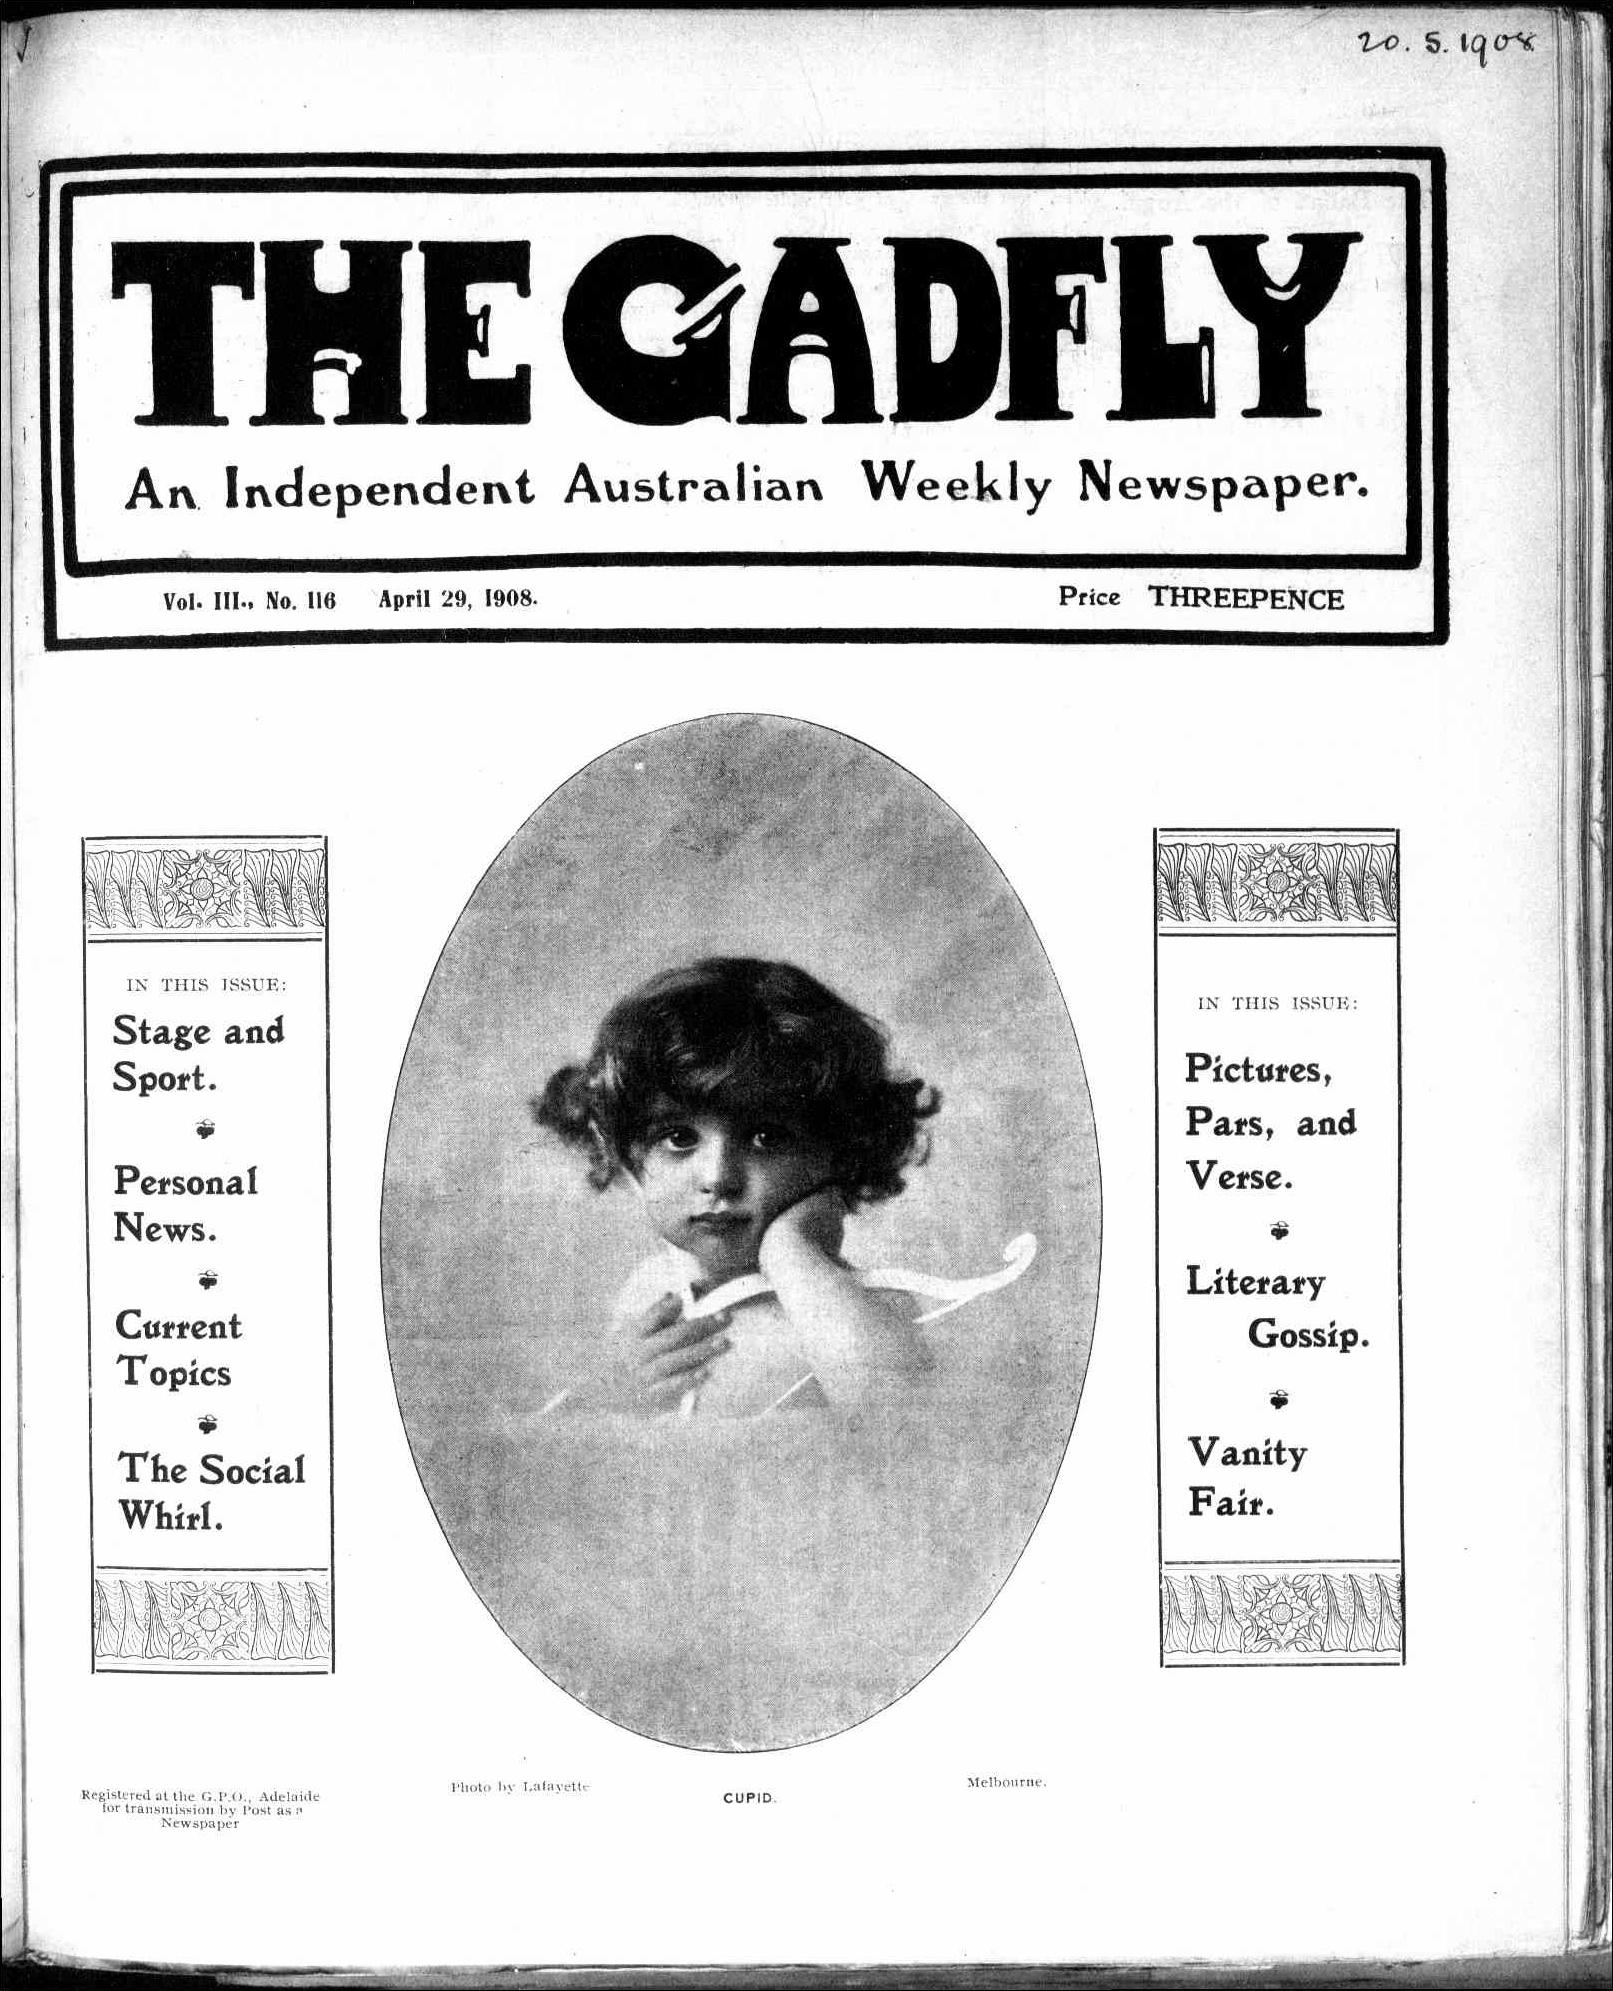 20.5.1908
THE GADFLY
An Independent Australian Weekly Newspaper.
Vol. III., No. 116 April 29, 1908.
Price THREEPENCE
IN THIS ISSUE:
Stage and
Sport.
Personal
News.
Current
Topics
The Social
Whirl.
IN THIS ISSUE:
Pictures,
Pars, and
Verse.
Literary
Gossip.
Vanity
Fair.
Registered at the G.P.O., Adelaide
for transmission by Post as a
Newspaper
Photo by Lafayette
CUPID.
Melbourne.